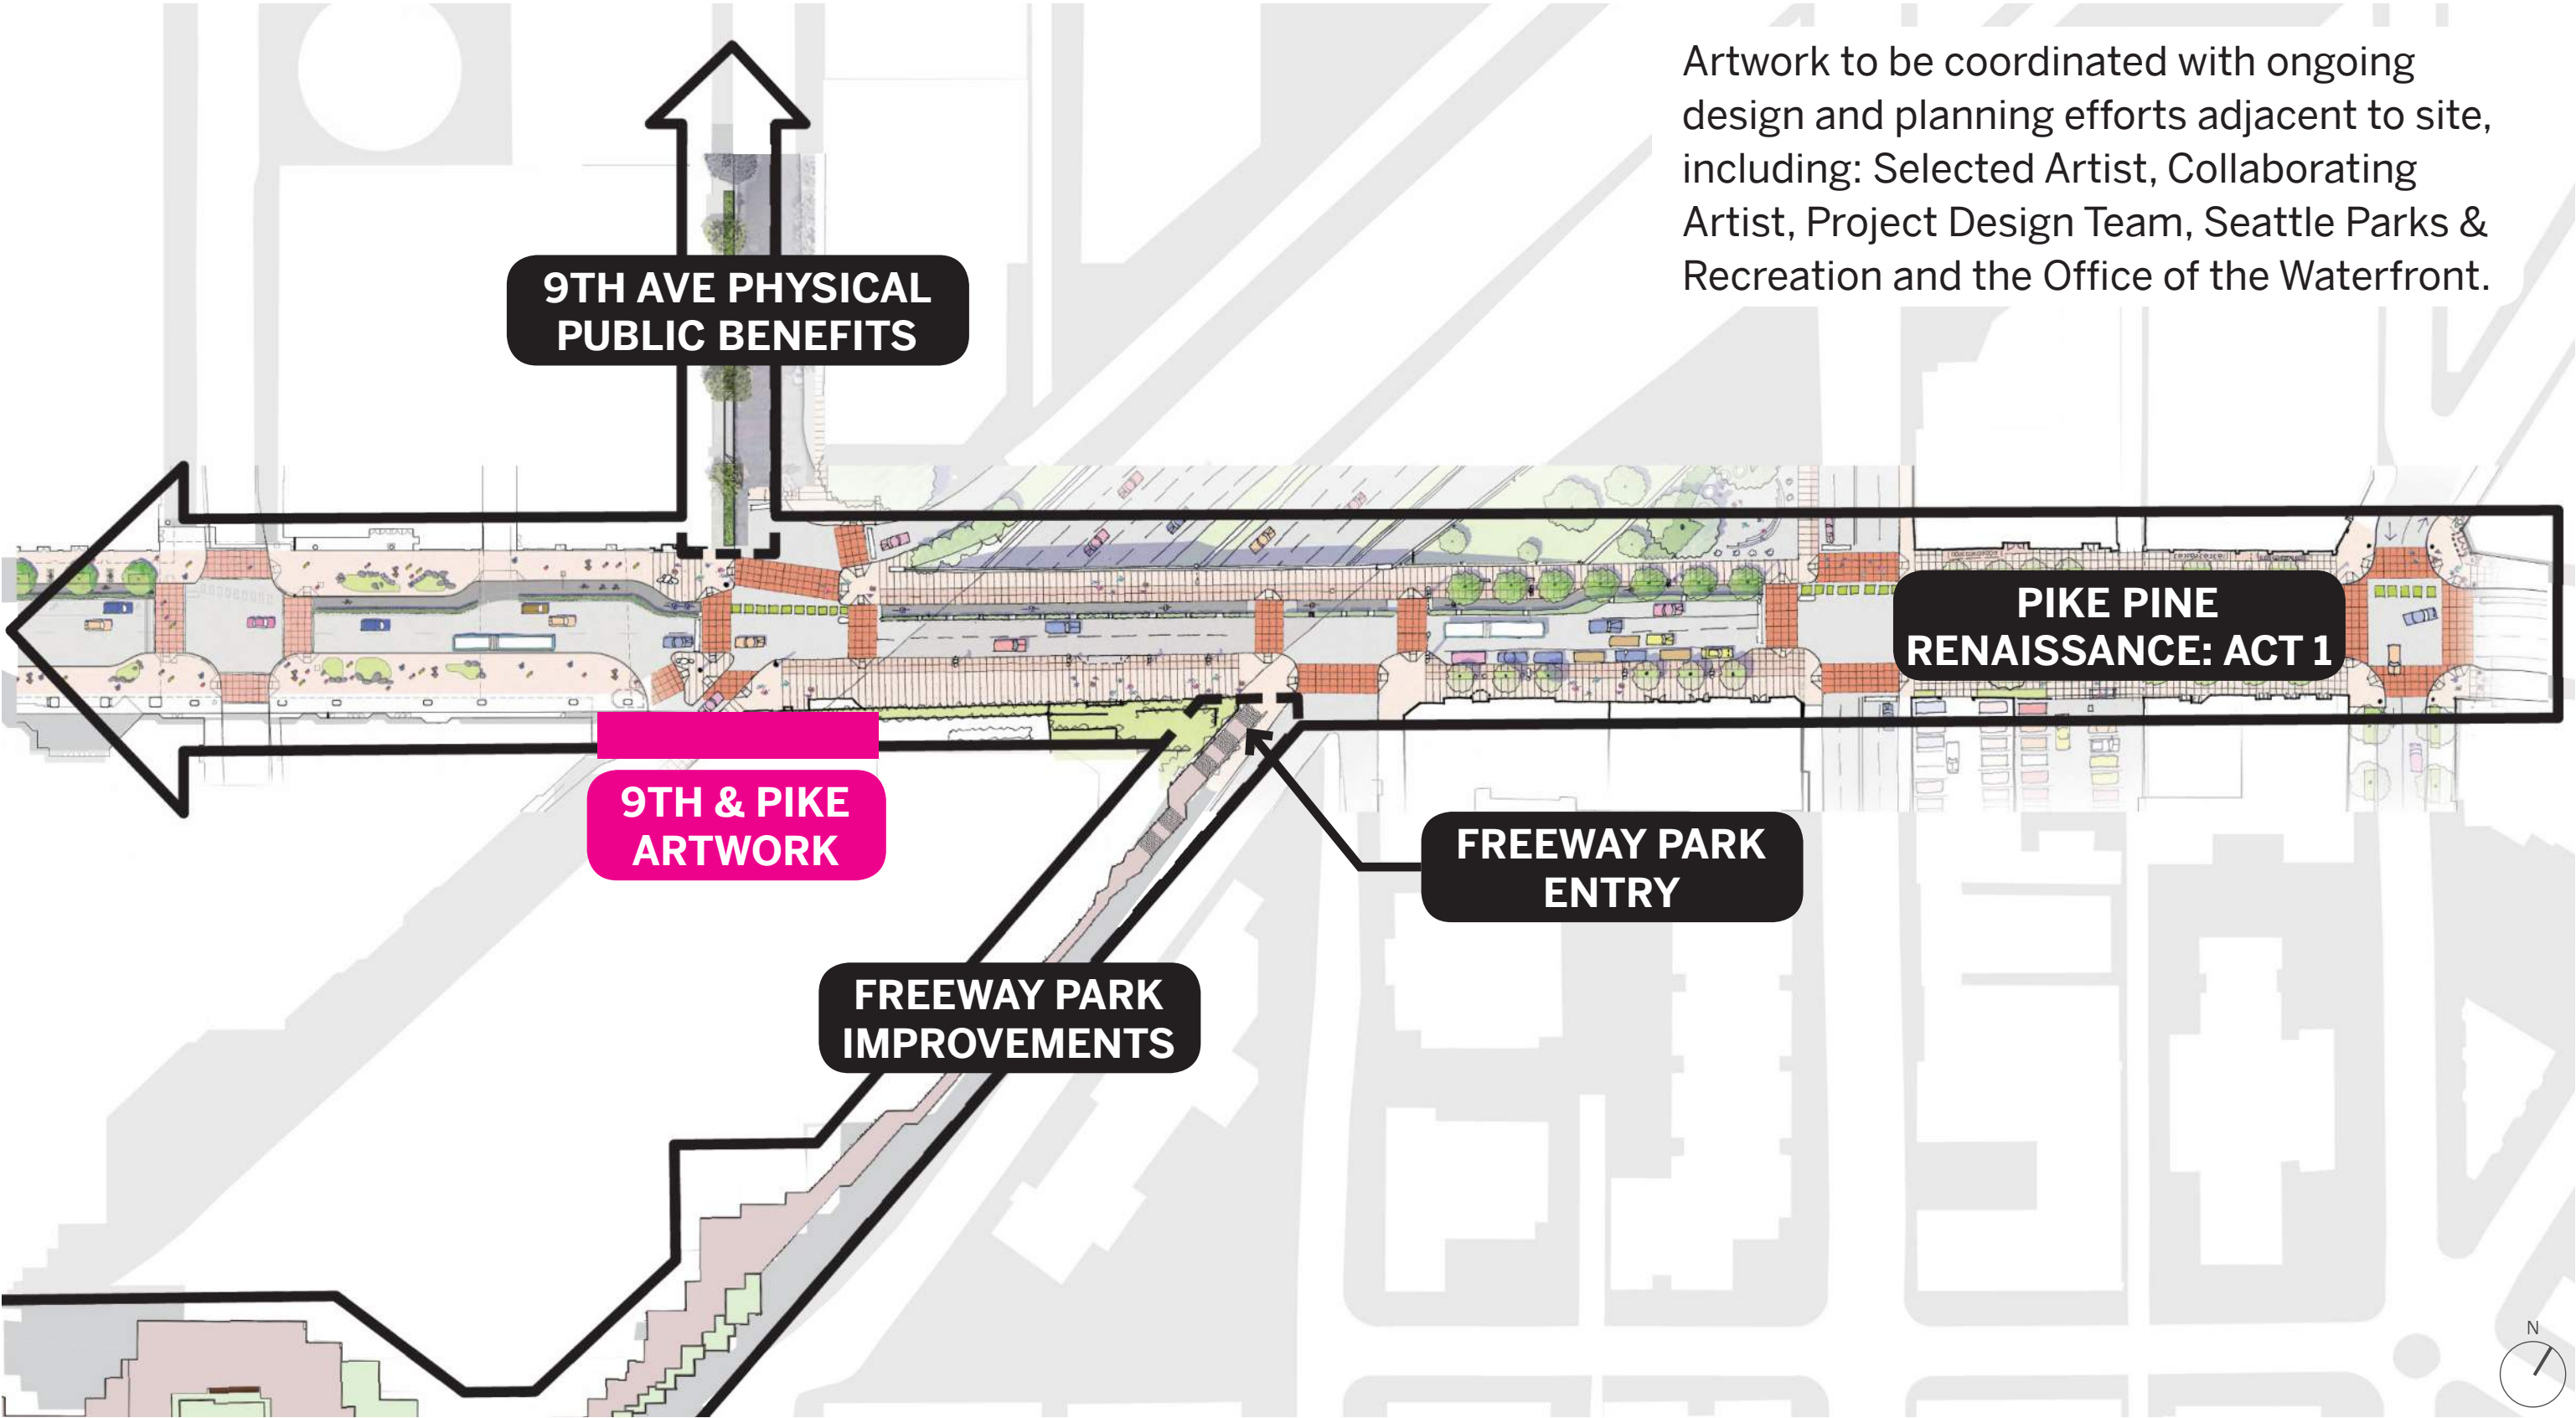 Artwork to be coordinated with ongoing
design and planning efforts adjacent to site,
including: Selected Artist, Collaborating
Artist, Project Design Team, Seattle Parks &
Recreation and the Office of the Waterfront.
9TH AVE PHYSICAL
PUBLIC BENEFITS
PIKE PINE
RENAISSANCE: ACT 1
9TH & PIKE
ARTWORK
FREEWAY PARK
ENTRY
FREEWAY PARK
IMPROVEMENTS
N